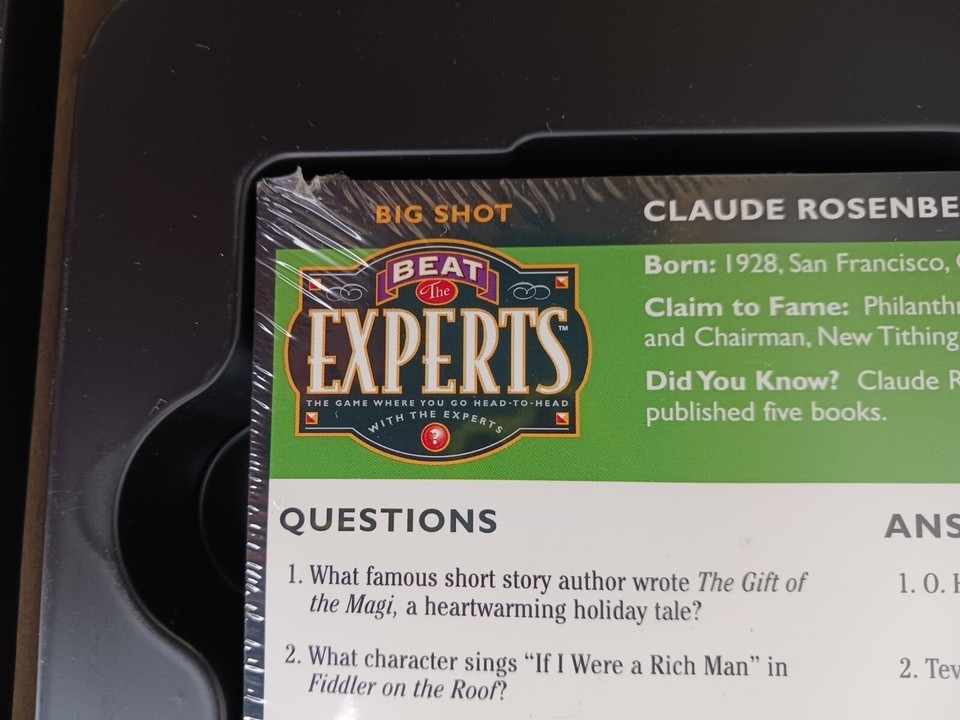 BIG SHOT
CLAUDE ROSENBE
BEAT
The
EXPERTS™
THE GAME WHERE YOU GO HEAD-TO-HEAD
WITH THE EXPERTS
?
Born: 1928, San Francisco,
Claim to Fame: Philanthr
and Chairman, New Tithing
Did You Know? Claude R
published five books.
QUESTIONS
ANS
1. What famous short story author wrote The Gift of
the Magi, a heartwarming holiday tale?
2. What character sings “If I Were a Rich Man” in
Fiddler on the Roof?
1. O. H
2. Tev